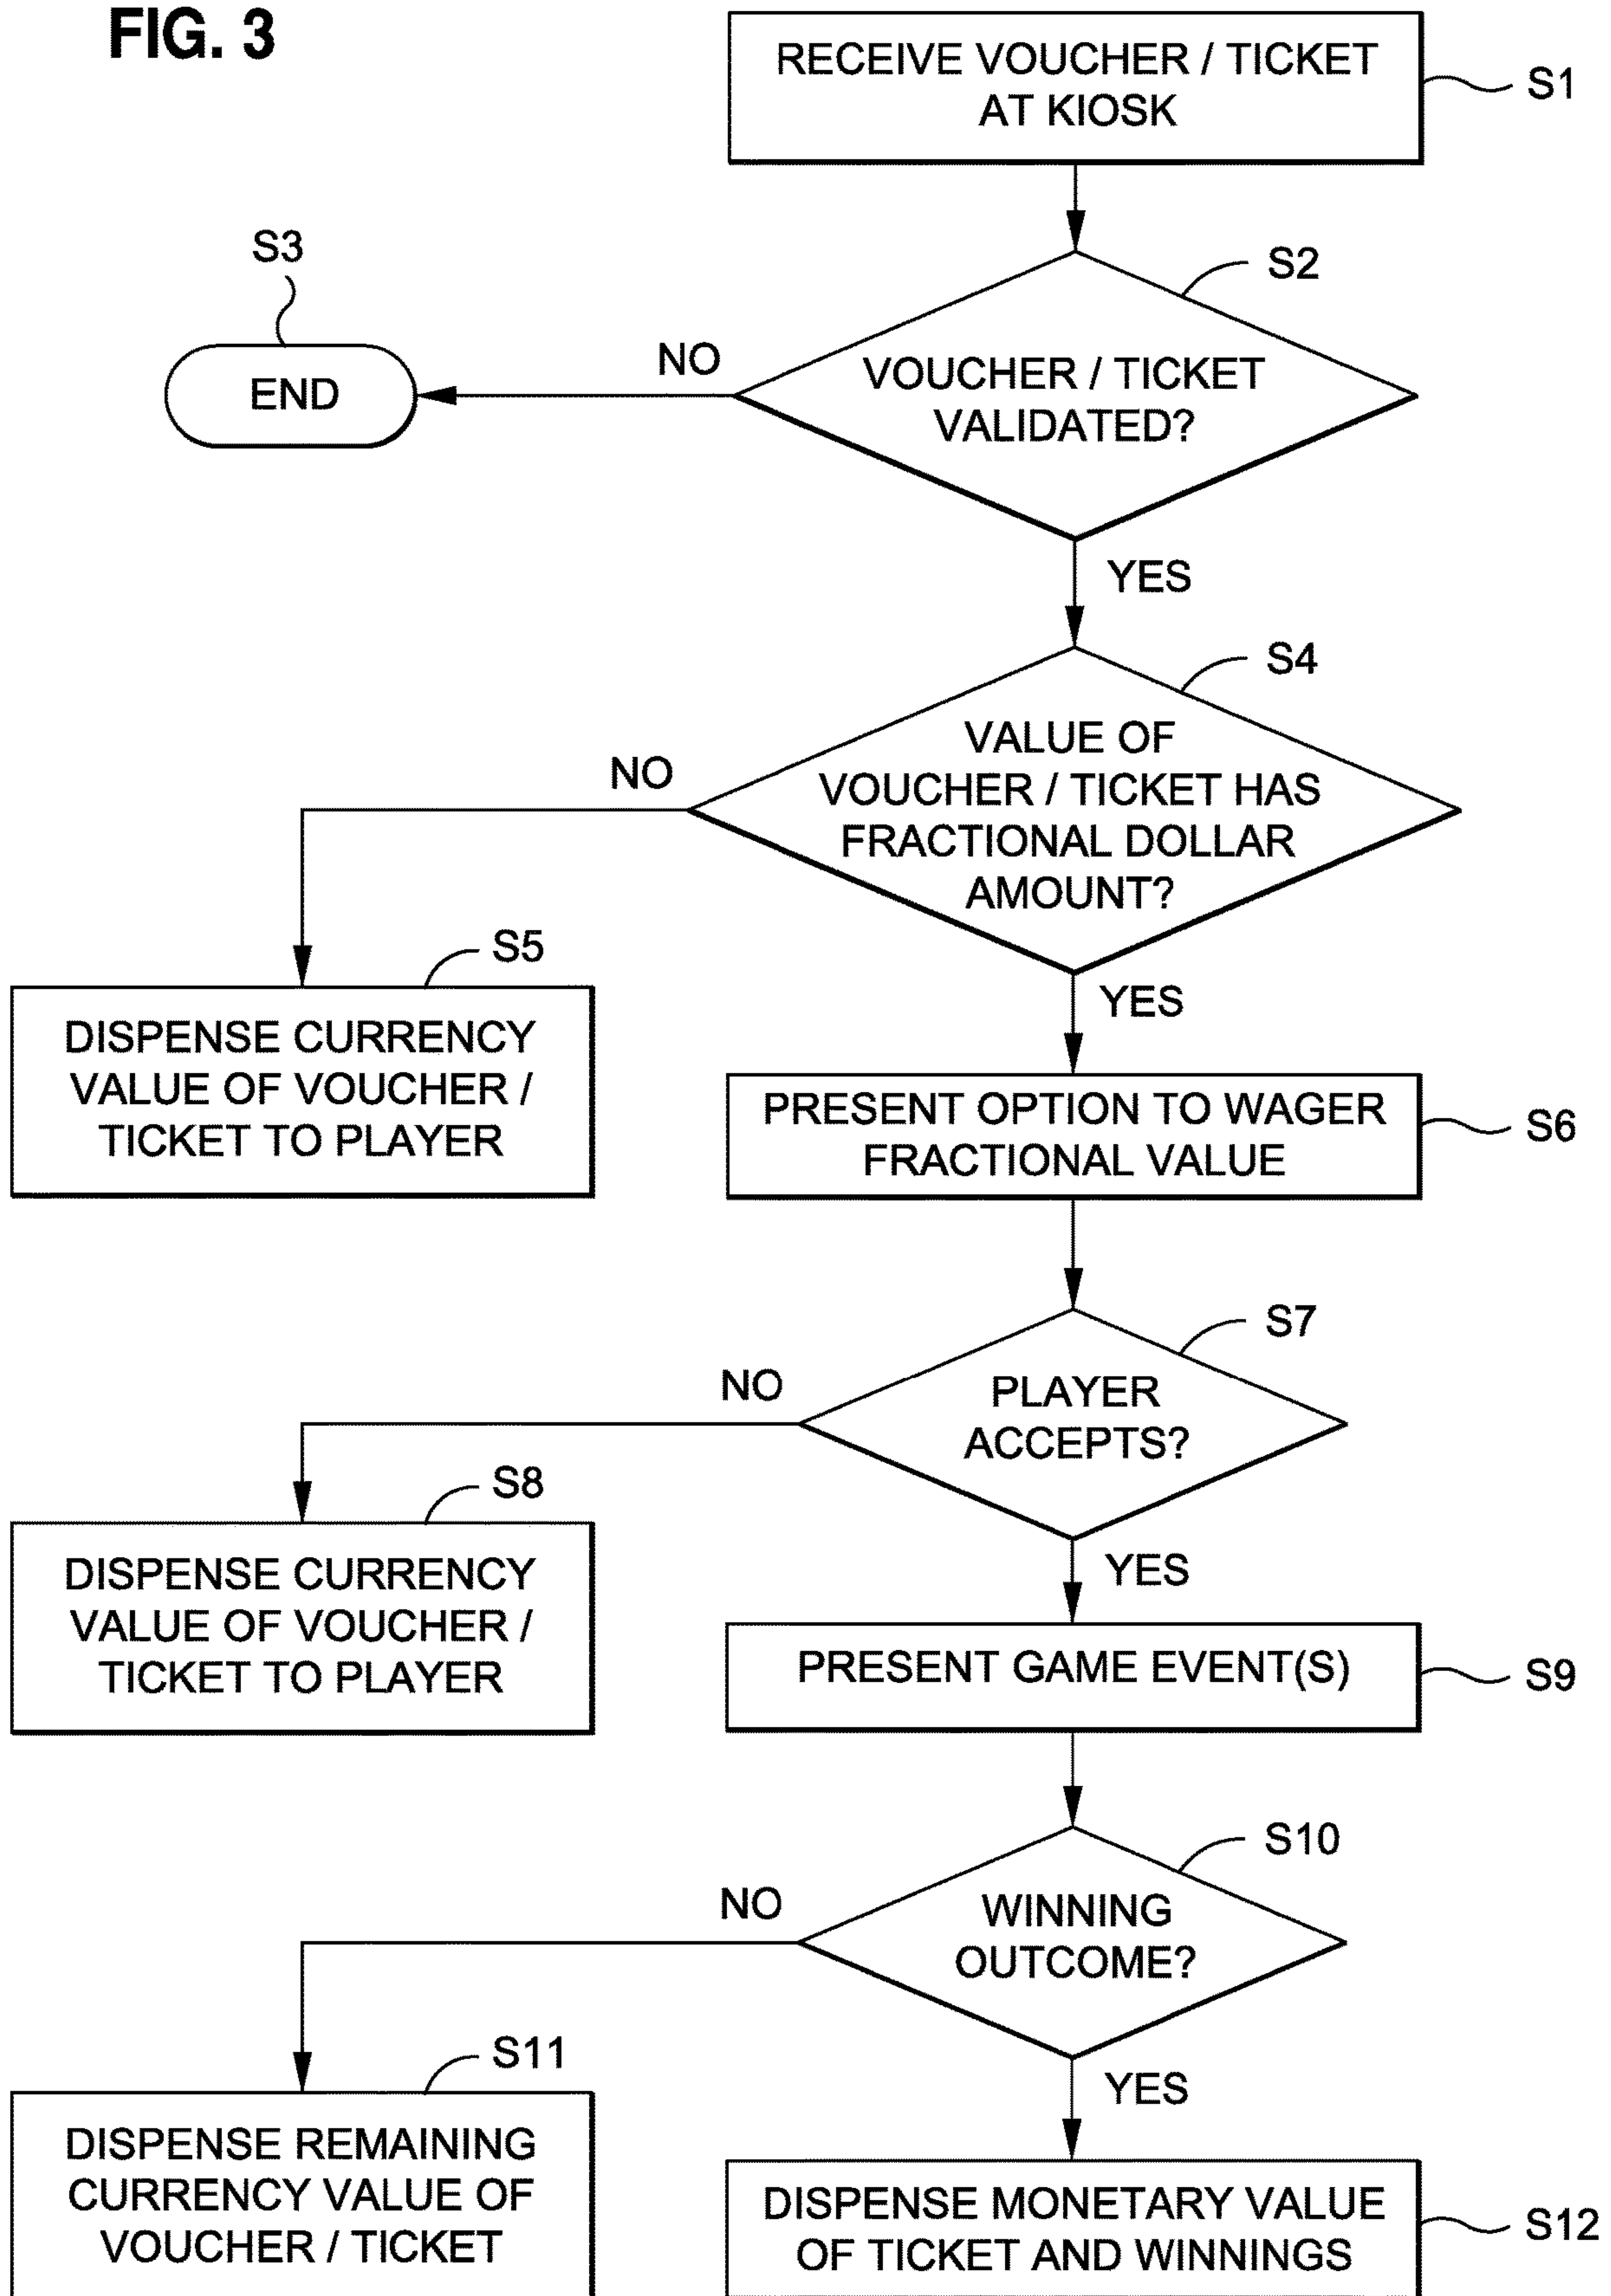 FIG. 3
RECEIVE VOUCHER / TICKET
AT KIOSK
S1
S3
S2
END
NO
VOUCHER / TICKET
VALIDATED?
YES
S4
NO
VALUE OF
VOUCHER / TICKET HAS
FRACTIONAL DOLLAR
AMOUNT?
S5
YES
DISPENSE CURRENCY
VALUE OF VOUCHER /
TICKET TO PLAYER
PRESENT OPTION TO WAGER
FRACTIONAL VALUE
S6
S7
NO
PLAYER
ACCEPTS?
S8
YES
DISPENSE CURRENCY
VALUE OF VOUCHER /
TICKET TO PLAYER
PRESENT GAME EVENT(S)
S9
S10
NO
WINNING
OUTCOME?
S11
YES
DISPENSE REMAINING
CURRENCY VALUE OF
VOUCHER / TICKET
DISPENSE MONETARY VALUE
OF TICKET AND WINNINGS
S12